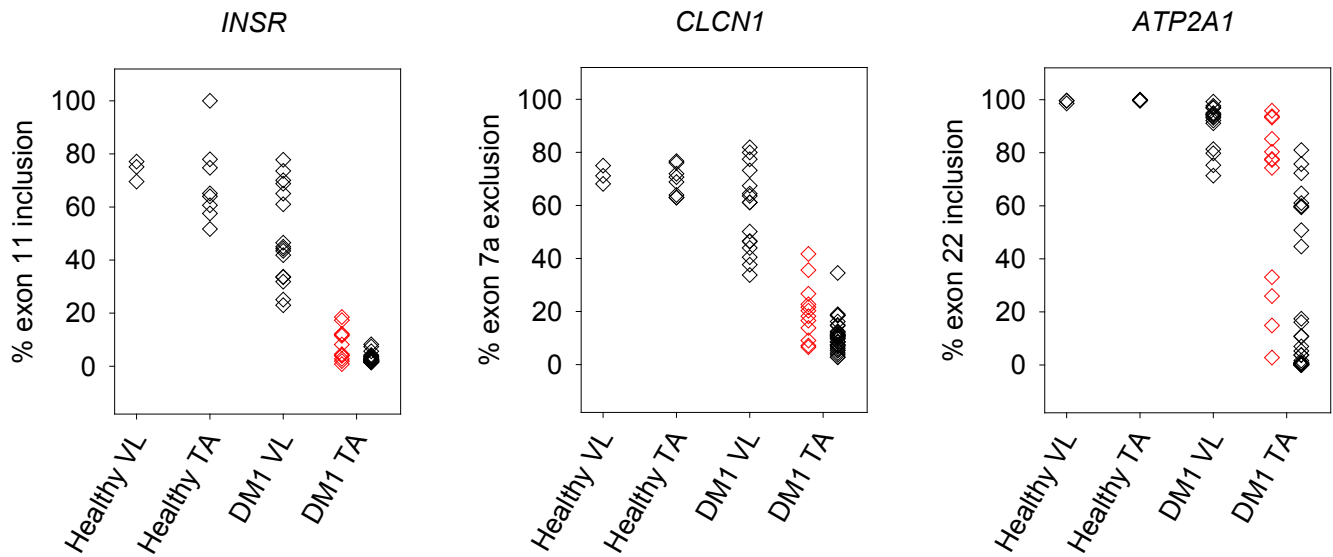 INSR
% exon 11 inclusion
100
80
60
40
20
0
Healthy VL
Healthy TA
DM1 VL
DM1 TA
CLCN1
% exon 7a exclusion
100
80
60
40
20
0
Healthy VL
Healthy TA
DM1 VL
DM1 TA
ATP2A1
% exon 22 inclusion
100
80
60
40
20
0
Healthy VL
Healthy TA
DM1 VL
DM1 TA